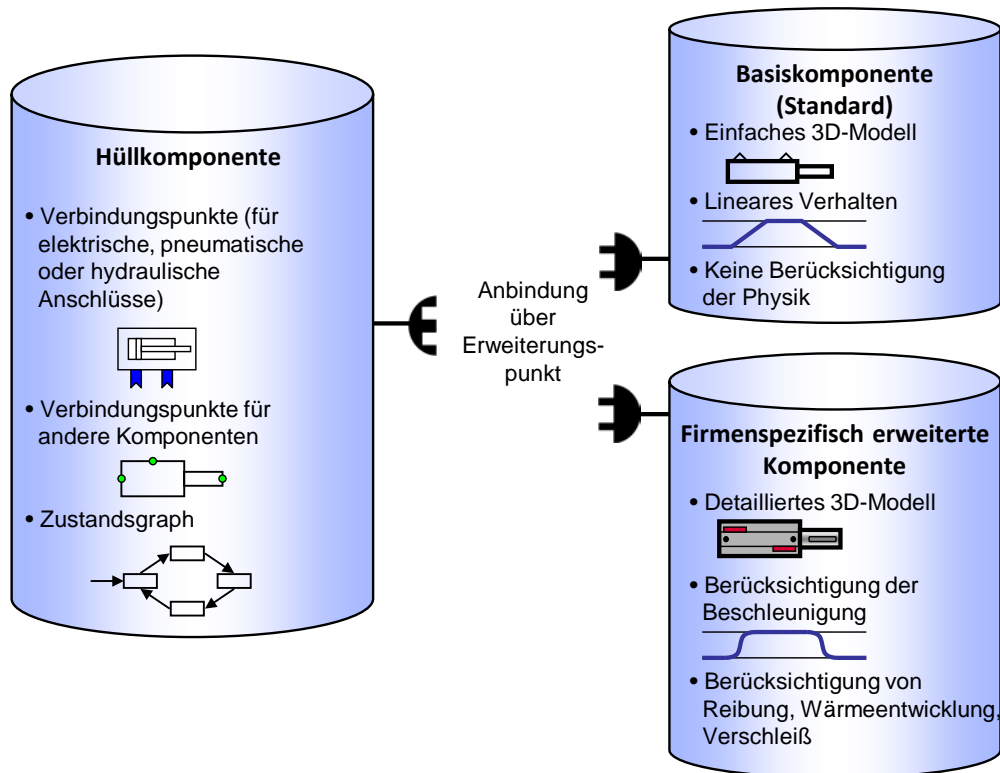 Hüllkomponente
• Verbindungspunkte (für
elektrische, pneumatische
oder hydraulische
Anschlüsse)
• Verbindungspunkte für
andere Komponenten
• Zustandsgraph
Anbindung
über
Erweiterungs-
punkt
Basiskomponente
(Standard)
• Einfaches 3D-Modell
• Lineares Verhalten
• Keine Berücksichtigung
der Physik
Firmenspezifisch erweiterte
Komponente
• Detailliertes 3D-Modell
• Berücksichtigung der
Beschleunigung
• Berücksichtigung von
Reibung, Wärmeentwicklung,
Verschleiß